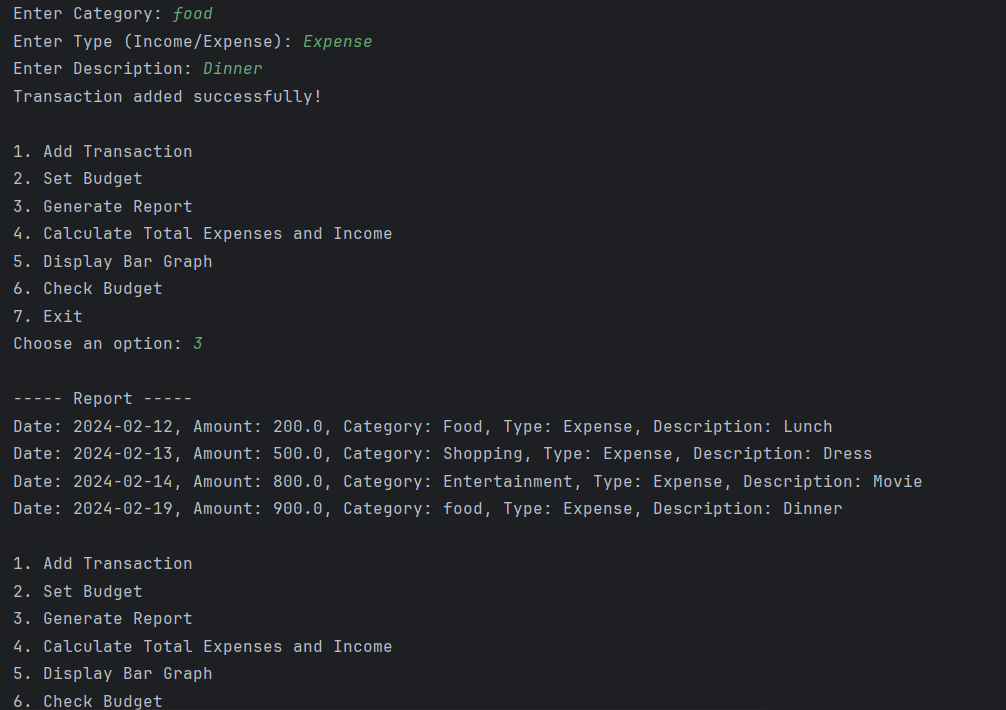 Enter Category: food
Enter Type (Income/Expense): Expense
Enter Description: Dinner
Transaction added successfully!
1. Add Transaction
2. Set Budget
3. Generate Report
4. Calculate Total Expenses and Income
5. Display Bar Graph
6. Check Budget
7. Exit
Choose an option: 3
----- Report -----
Date: 2024-02-12, Amount: 200.0, Category: Food, Type: Expense, Description: Lunch
Date: 2024-02-13, Amount: 500.0, Category: Shopping, Type: Expense, Description: Dress
Date: 2024-02-14, Amount: 800.0, Category: Entertainment, Type: Expense, Description: Movie
Date: 2024-02-19, Amount: 900.0, Category: food, Type: Expense, Description: Dinner
1. Add Transaction
2. Set Budget
3. Generate Report
4. Calculate Total Expenses and Income
5. Display Bar Graph
6. Check Budget